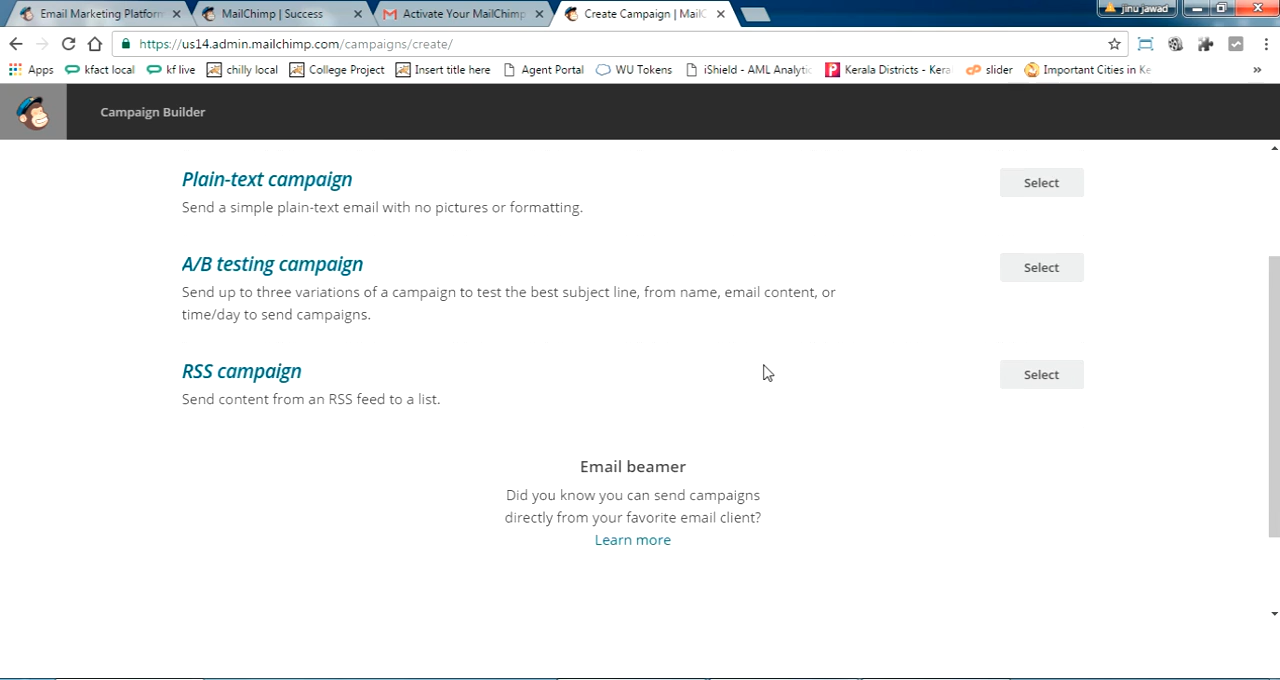 Email Marketing Platforn
MailChimp | Success
Activate Your MailChimp
Create Campaign | MailC
jinu jawad
https://us14.admin.mailchimp.com/campaigns/create/
Apps
kfact local
kf live
chilly local
College Project
Insert title here
Agent Portal
WU Tokens
iShield - AML Analytic
Kerala Districts - Kera
slider
Important Cities in Ke
»
Campaign Builder
Plain-text campaign
Select
Send a simple plain-text email with no pictures or formatting.
A/B testing campaign
Select
Send up to three variations of a campaign to test the best subject line, from name, email content, or
time/day to send campaigns.
RSS campaign
Select
Send content from an RSS feed to a list.
Email beamer
Did you know you can send campaigns
directly from your favorite email client?
Learn more